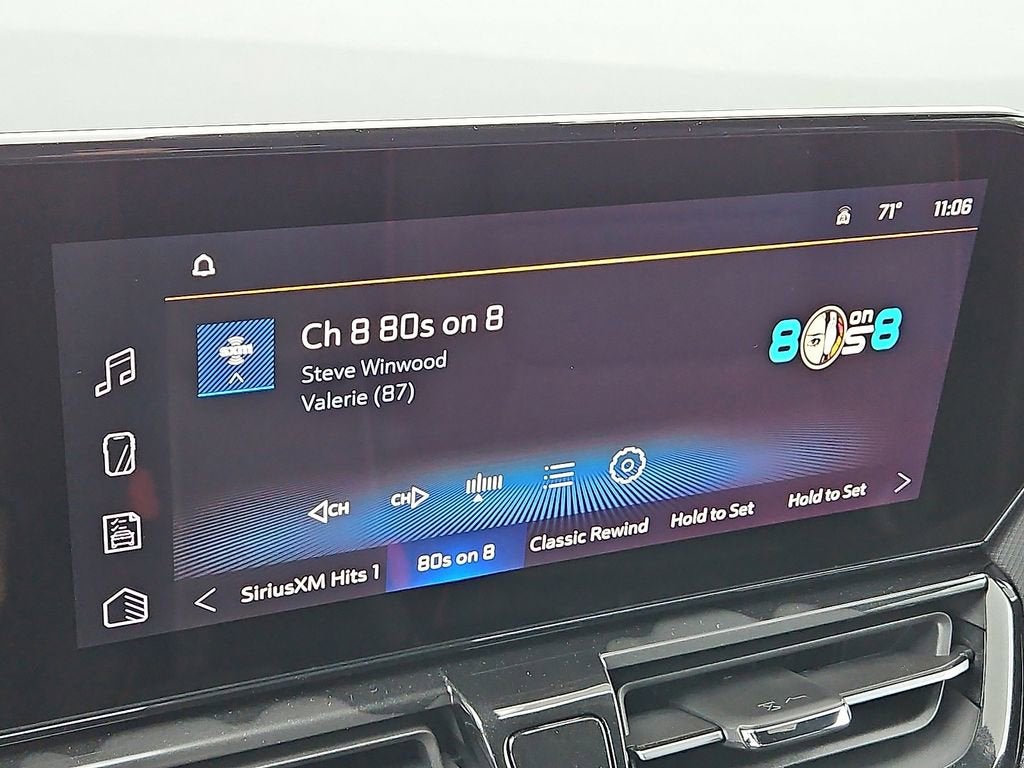 71° 11:06
Ch 8 80s on 8
Steve Winwood
Valerie (87)
80s on 8
CH CH
SiriusXM Hits 1 80s on 8 Classic Rewind Hold to Set Hold to Set